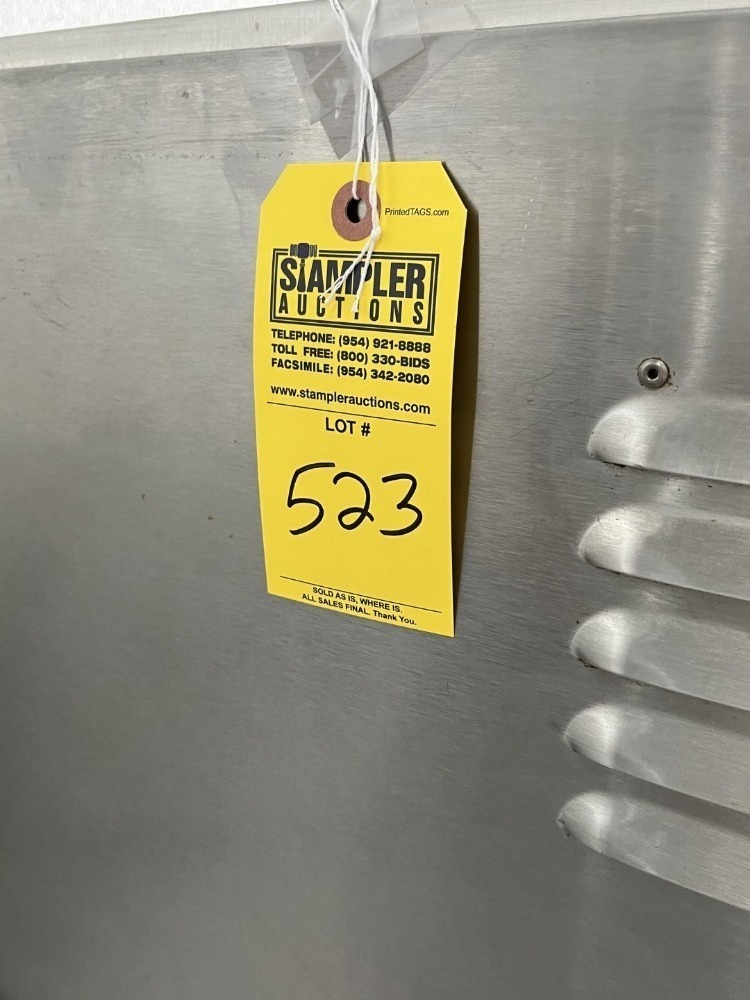 PrintedTAGS.com
STAMPLER
AUCTIONS
TELEPHONE: (954) 921-8888
TOLL FREE: (800) 330-BIDS
FACSIMILE: (954) 342-2080
www.stamplerauctions.com
LOT #
523
SOLD AS IS, WHERE IS.
ALL SALES FINAL. Thank You.